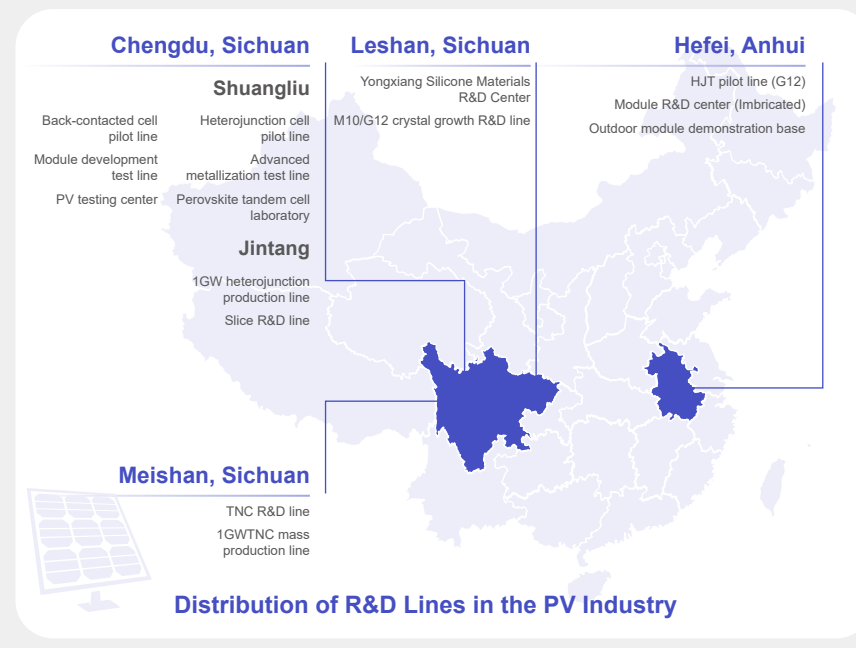 Chengdu, Sichuan
Shuangliu
Back-contacted cell
pilot line
Module development
test line
PV testing center
Heterojunction cell
pilot line
Advanced
metallization test line
Perovskite tandem cell
laboratory
Jintang
1GW heterojunction
production line
Slice R&D line
Leshan, Sichuan
Yongxiang Silicone Materials
R&D Center
M10/G12 crystal growth R&D line
Hefei, Anhui
HJT pilot line (G12)
Module R&D center (Imbricated)
Outdoor module demonstration base
Meishan, Sichuan
TNC R&D line
1GWTNC mass
production line
Distribution of R&D Lines in the PV Industry